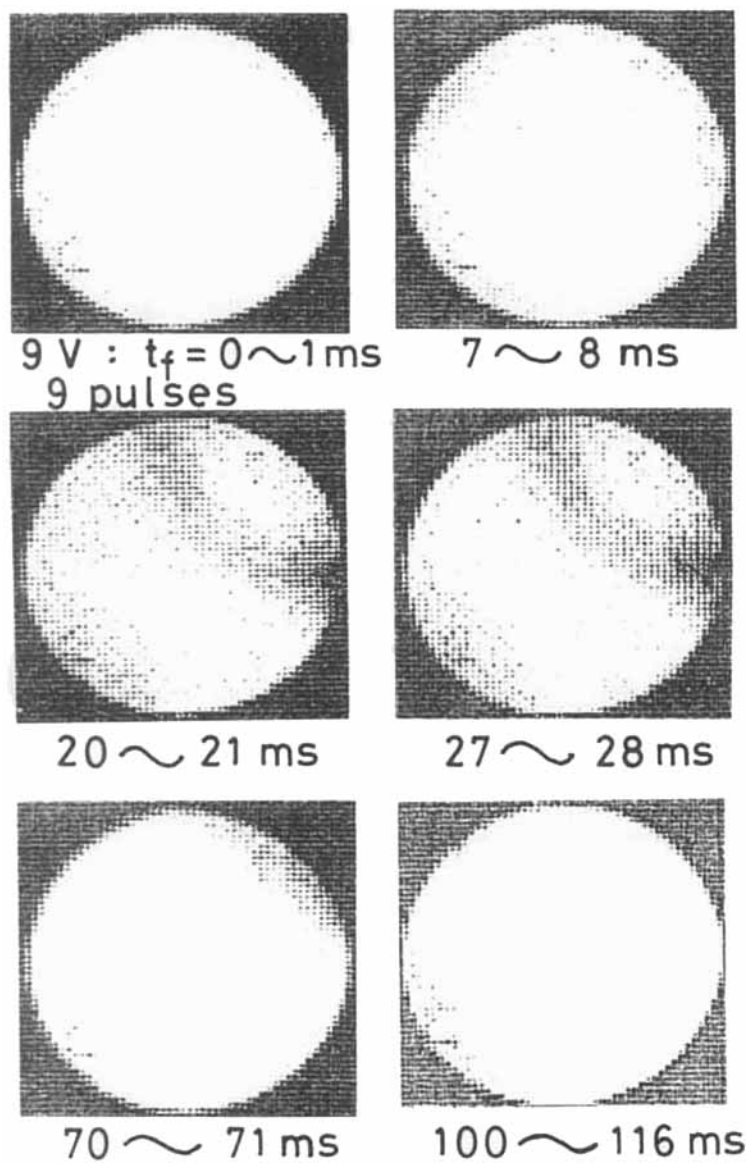 9 V : t_f = 0～1 ms
9 pulses
7 ～ 8 ms
20 ～ 21 ms
27 ～ 28 ms
70 ～ 71 ms
100 ～ 116 ms